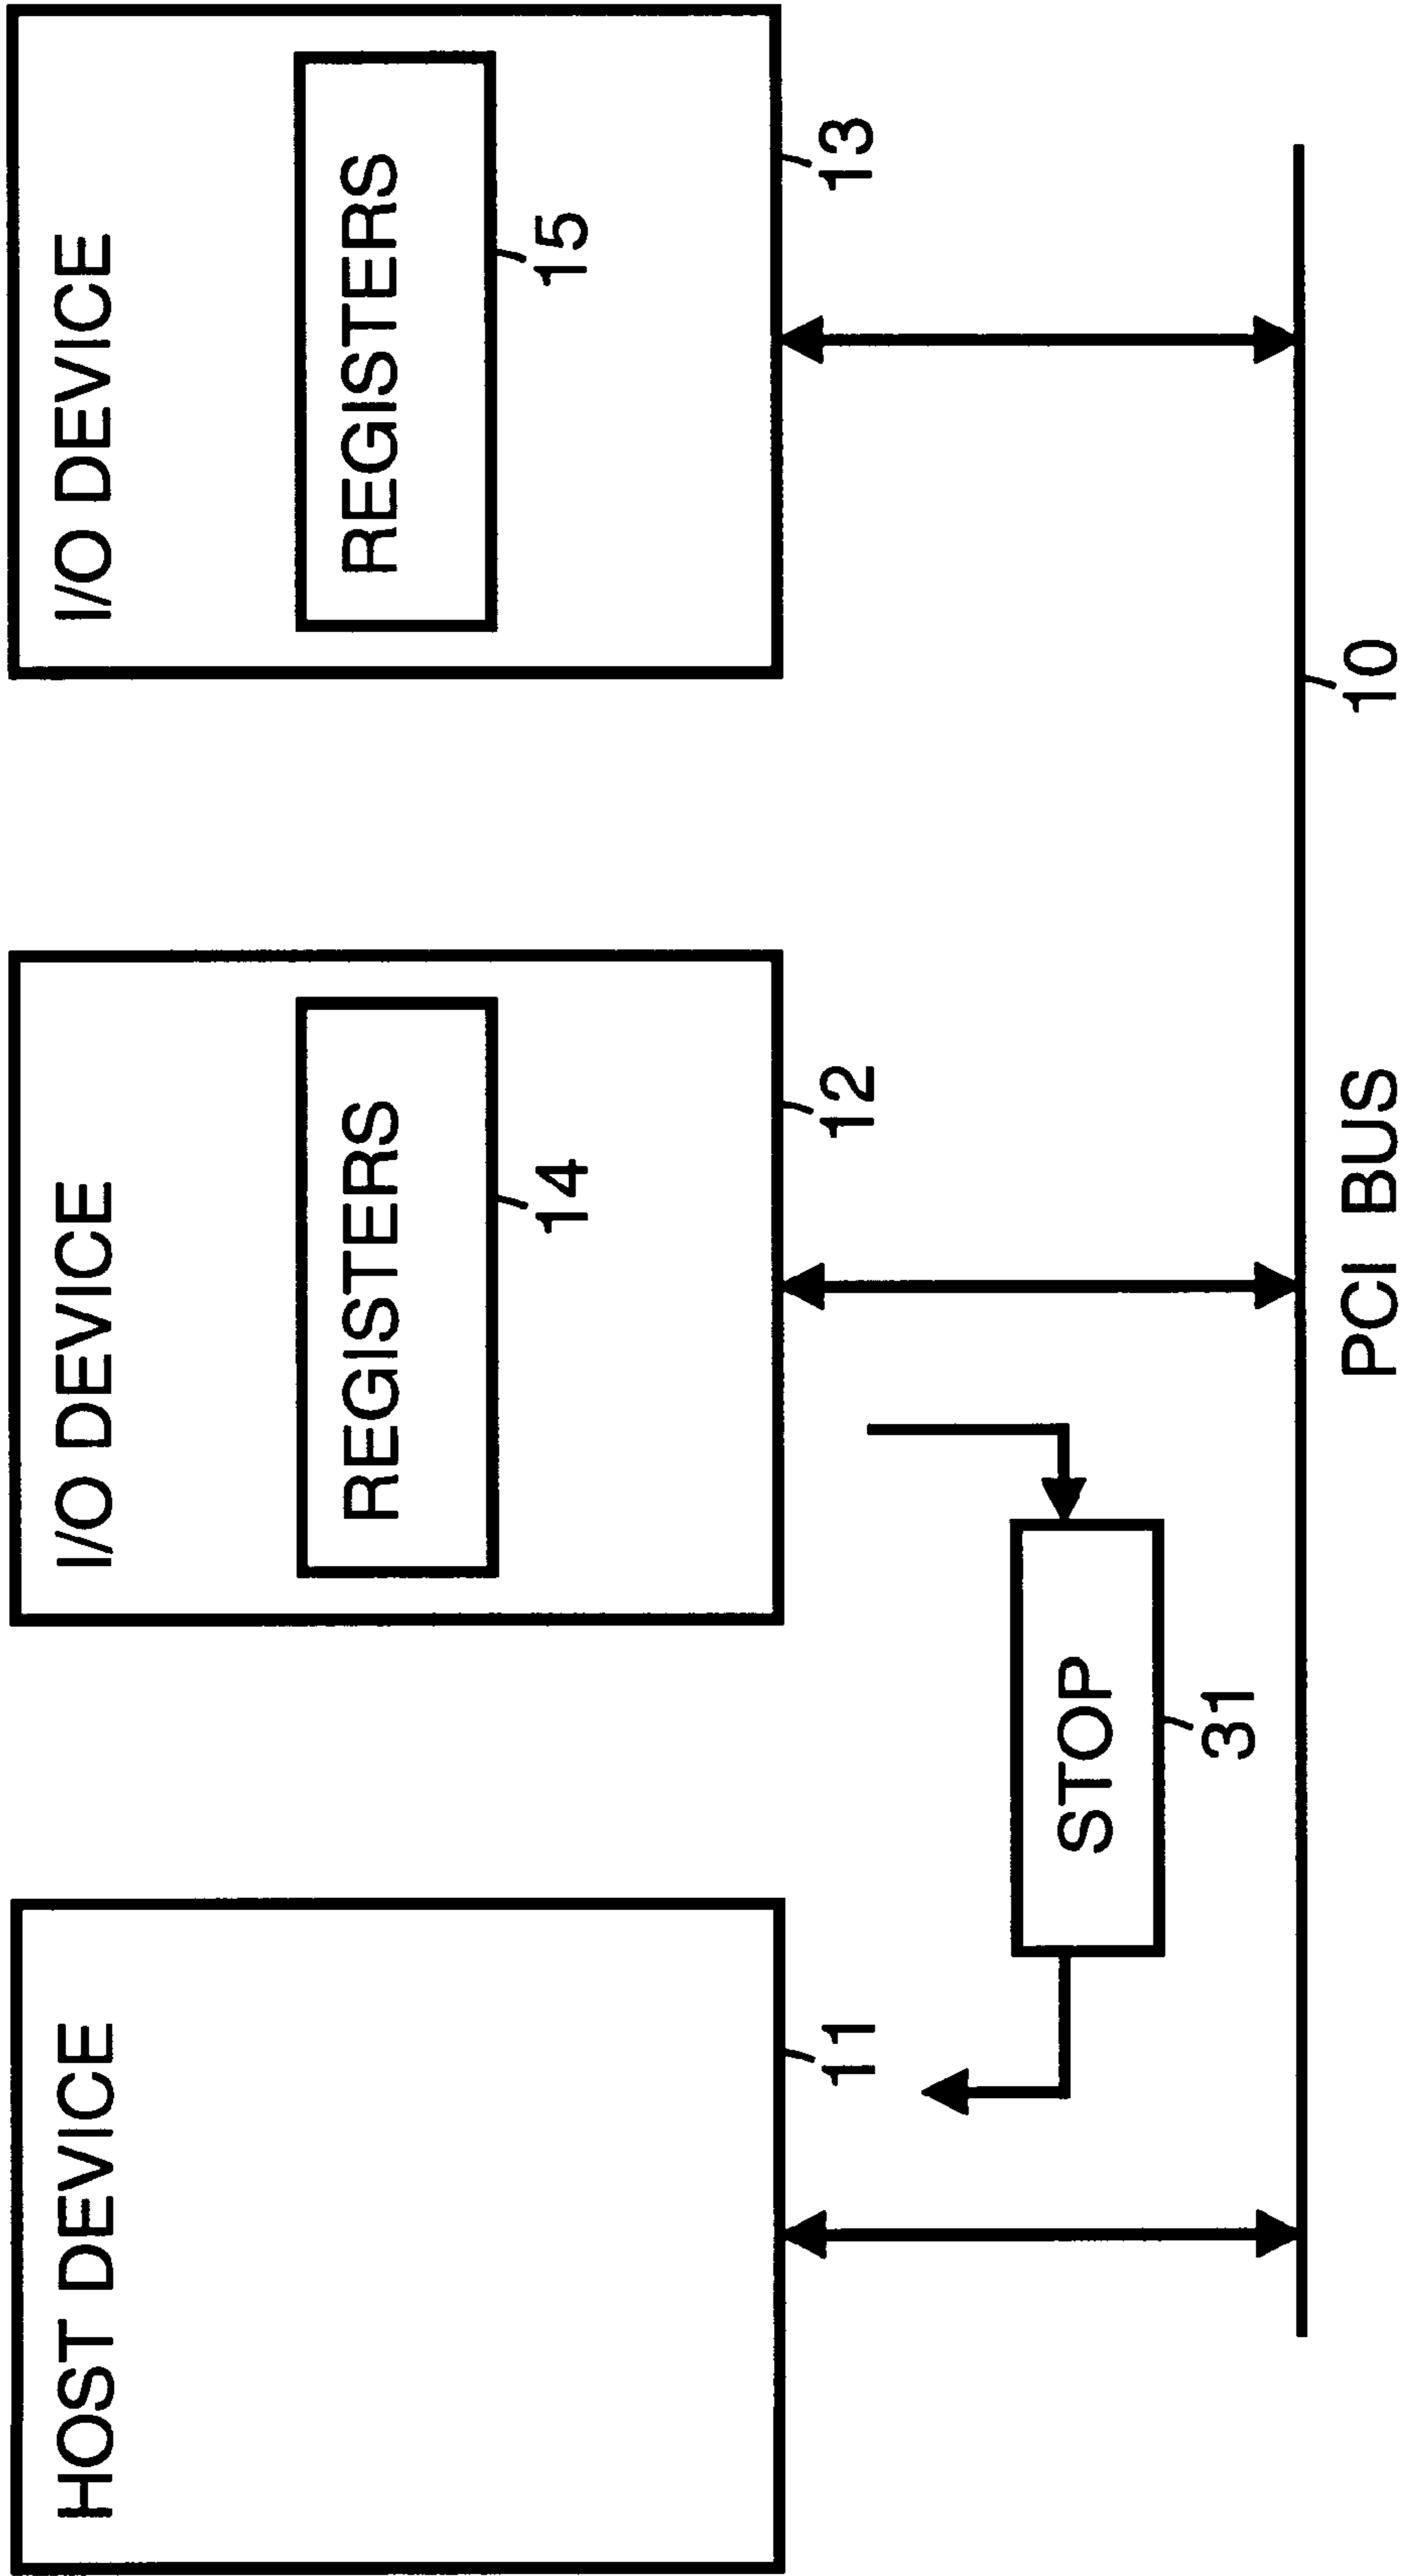 HOST DEVICE
11
I/O DEVICE
REGISTERS
14
12
I/O DEVICE
REGISTERS
15
13
STOP
31
PCI BUS
10